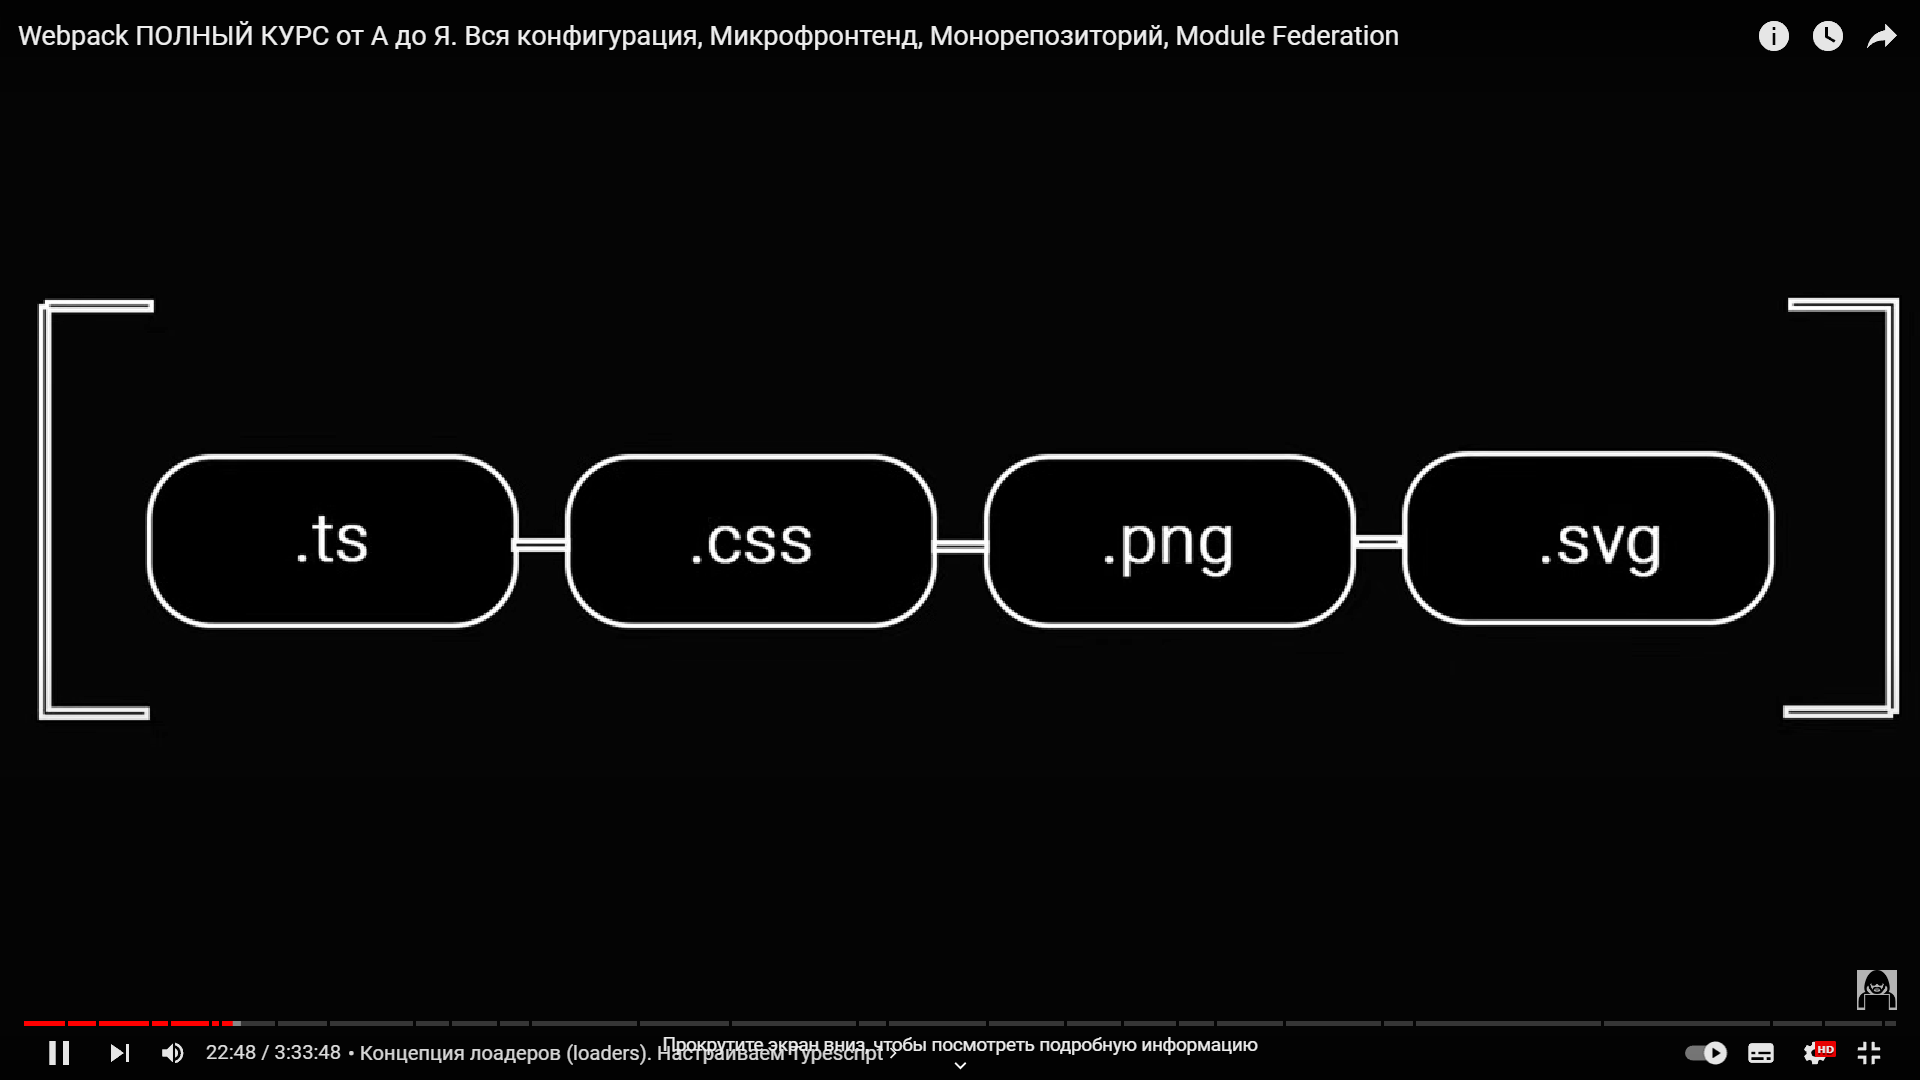 Webpack ПОЛНЫЙ КУРС от А до Я. Вся конфигурация, Микрофронтенд, Монорепозиторий, Module Federation
.ts
.css
.png
.svg
Прокрутите экран вниз, чтобы посмотреть подробную информацию
22:48 / 3:33:48 • Концепция лоадеров (loaders). Настраиваем Typescript
HD